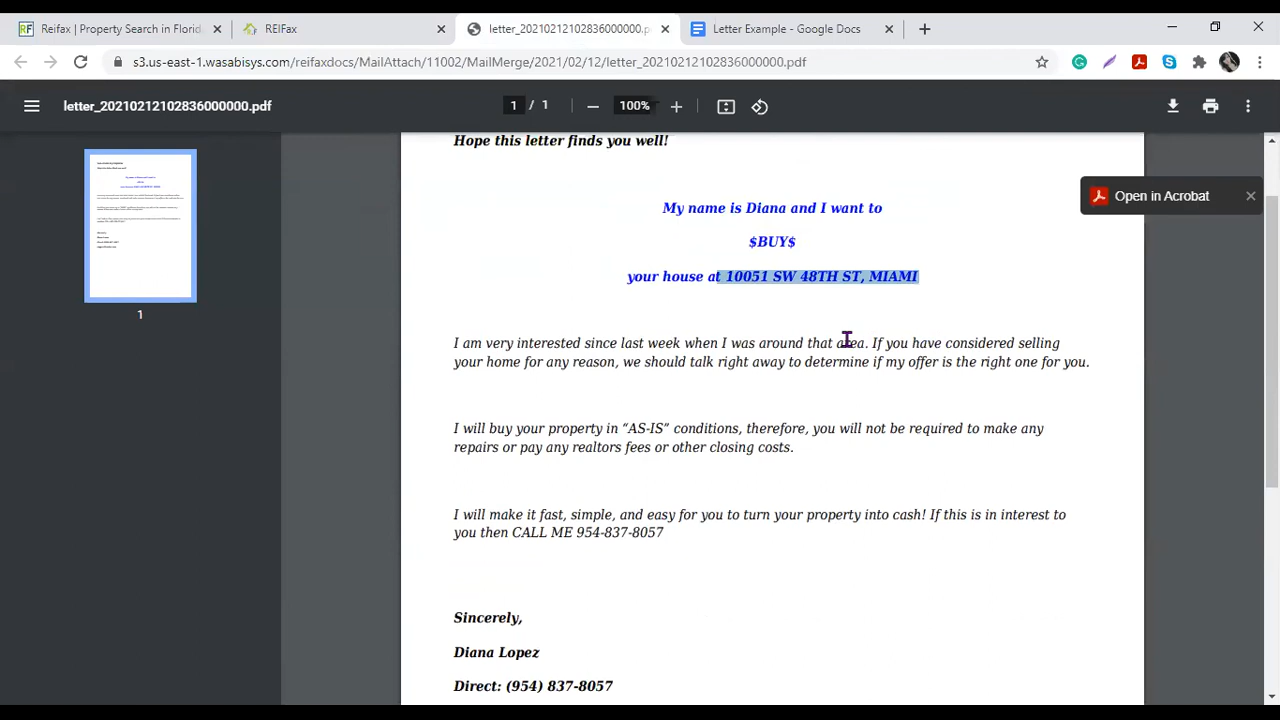 Reifax | Property Search in Florid
REIFax
letter_20210212102836000000.p
Letter Example - Google Docs
s3.us-east-1.wasabisys.com/reifaxdocs/MailAttach/11002/MailMerge/2021/02/12/letter_20210212102836000000.pdf
letter_20210212102836000000.pdf
1 / 1
100%
Open in Acrobat
1
Hope this letter finds you well!
My name is Diana and I want to
$BUY$
your house at 10051 SW 48TH ST, MIAMI
I am very interested since last week when I was around that area. If you have considered selling
your home for any reason, we should talk right away to determine if my offer is the right one for you.
I will buy your property in “AS-IS” conditions, therefore, you will not be required to make any
repairs or pay any realtors fees or other closing costs.
I will make it fast, simple, and easy for you to turn your property into cash! If this is in interest to
you then CALL ME 954-837-8057
Sincerely,
Diana Lopez
Direct: (954) 837-8057